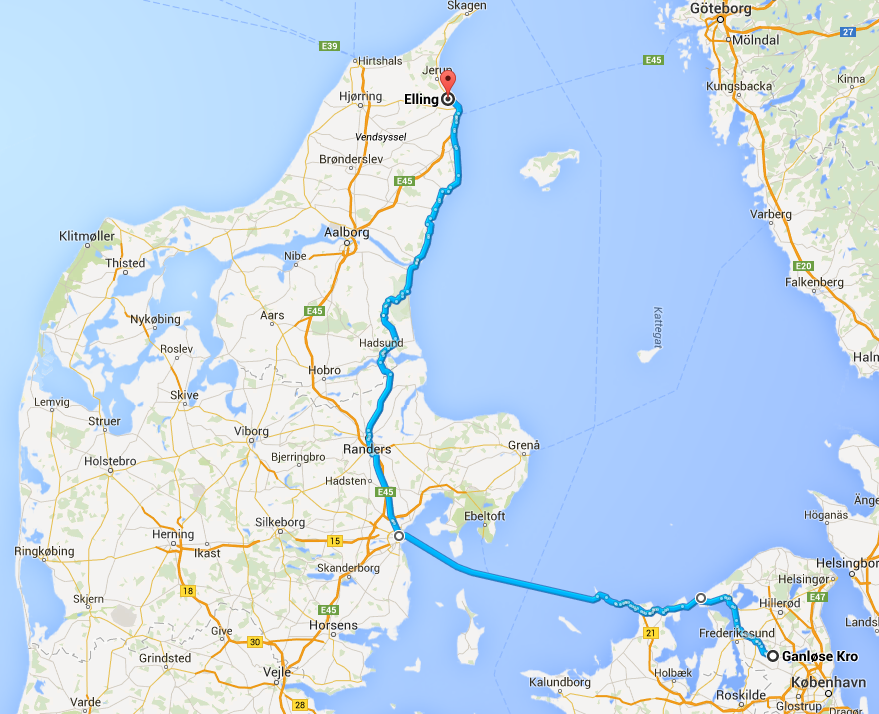 Skagen
Göteborg
E39
Mölndal
27
E45
Hirtshals
Jerup
Kinna
Kungsbacka
Hjørring
Elling
Vendsyssel
Brønderslev
E45
Varberg
Klitmøller
Aalborg
Nibe
Thisted
E20
Falkenberg
E45
Aars
Nykøbing
Kattegat
Hadsund
Roslev
Haln
Hobro
Skive
Lemvig
Struer
Viborg
Randers
Grenå
Bjerringbro
Holstebro
Hadsten
E45
Änge
Ebeltoft
Höganäs
Silkeborg
Herning
15
Ringkøbing
Ikast
Skanderborg
Helsingbor
Helsingør
18
E47
Skjern
Hillerød
E45
Horsens
Lands
Give
21
Frederikssund
30
Grindsted
Ganløse Kro
Vejle
Holbæk
Kalundborg
København
Roskilde
Varde
28
Glostrup
Dragør